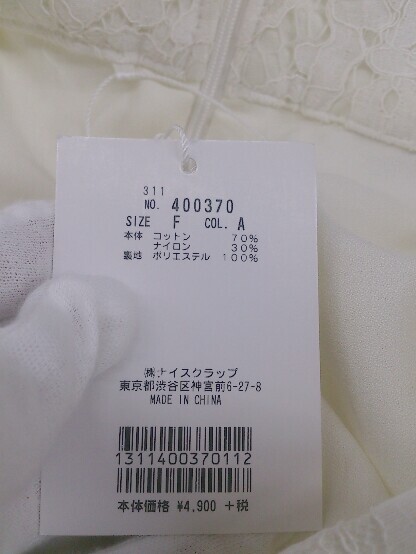 311
NO. 400370
SIZE F COL. A
本体 コットン 70%
ナイロン 30%
裏地 ポリエステル 100%
㈱ナイスクラップ
東京都渋谷区神宮前6-27-8
MADE IN CHINA
1311400370112
本体価格 ¥4,900 +税